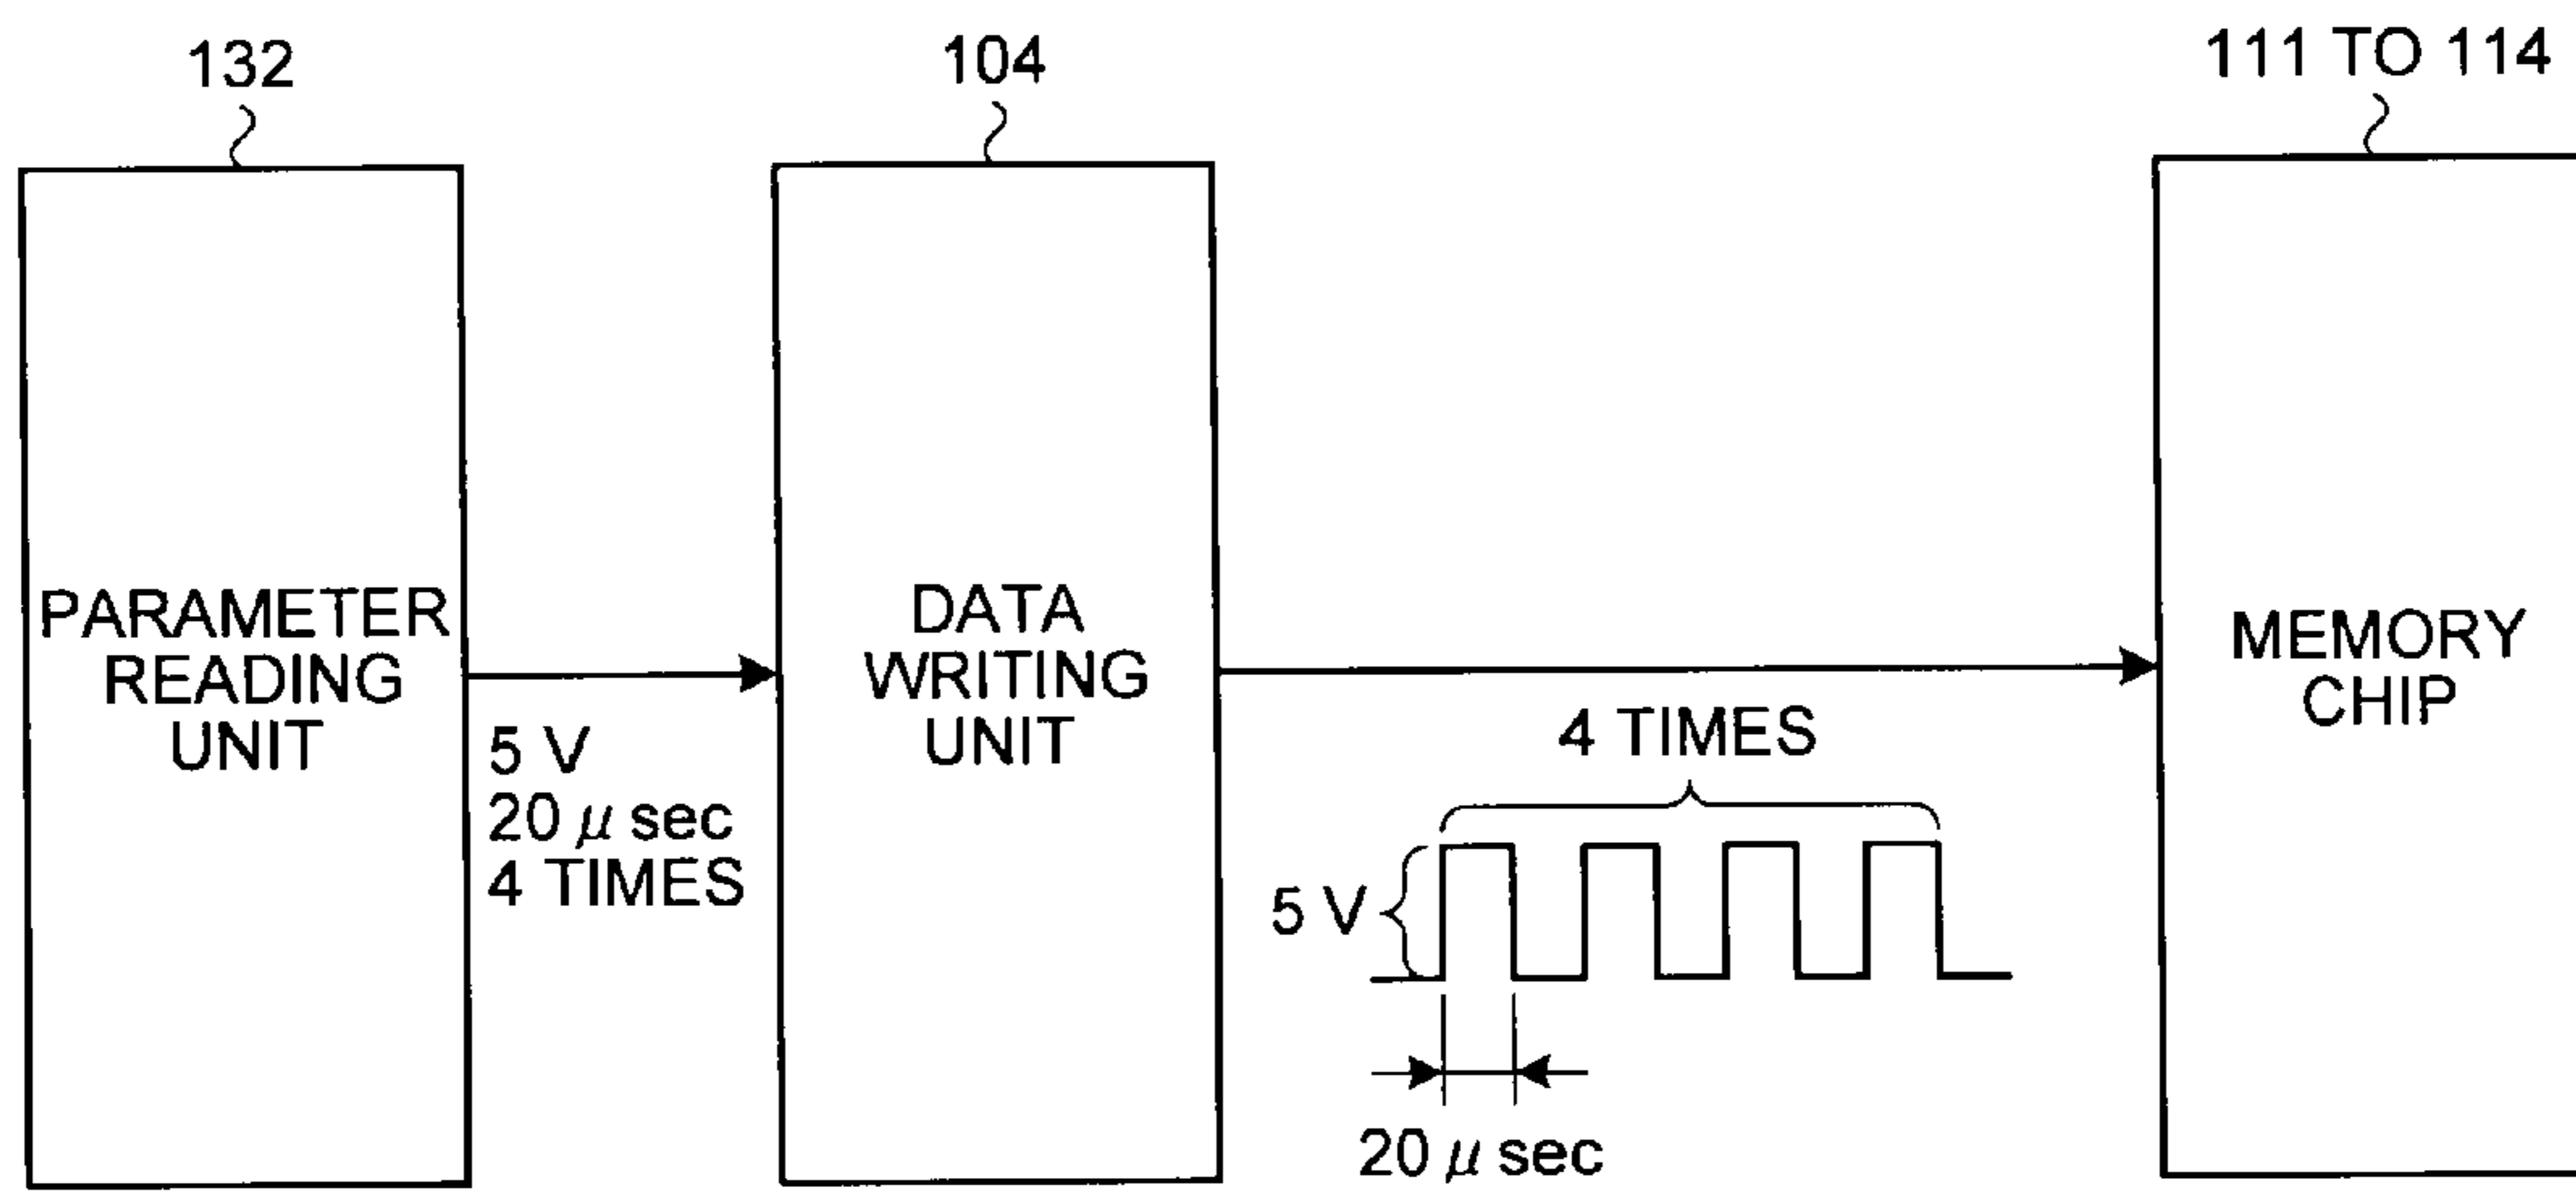 132
104
111 TO 114
PARAMETER
READING
UNIT
5 V
20 μ sec
4 TIMES
DATA
WRITING
UNIT
4 TIMES
5 V
20 μ sec
MEMORY
CHIP